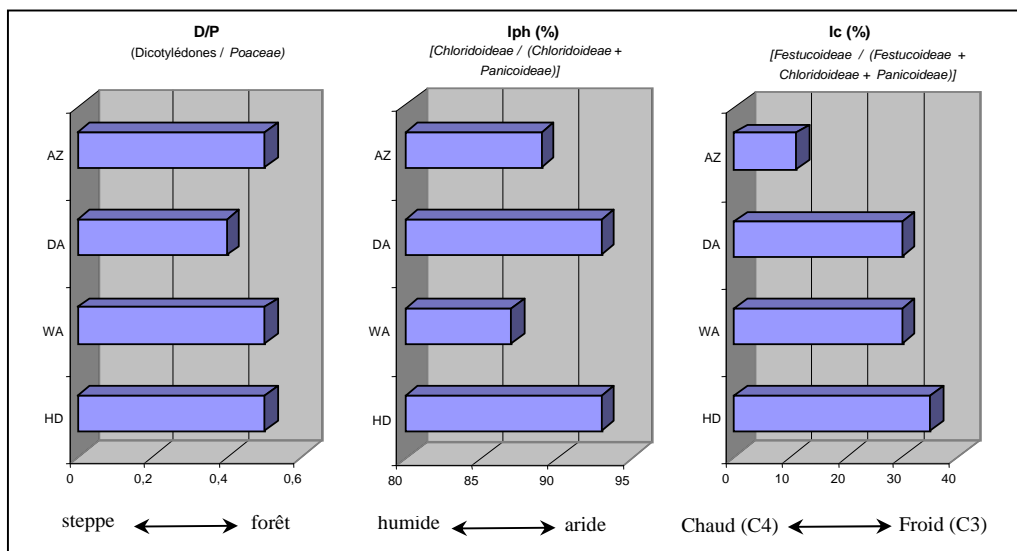 D/P
(Dicotylédones / Poaceae)
AZ
DA
WA
HD
0 0,2 0,4 0,6
steppe forêt
Iph (%)
[Chloridoideae / (Chloridoideae +
Panicoideae)]
AZ
DA
WA
HD
80 85 90 95
humide aride
Ic (%)
[Festucoideae / (Festucoideae +
Chloridoideae + Panicoideae)]
AZ
DA
WA
HD
0 10 20 30 40
Chaud (C4) Froid (C3)